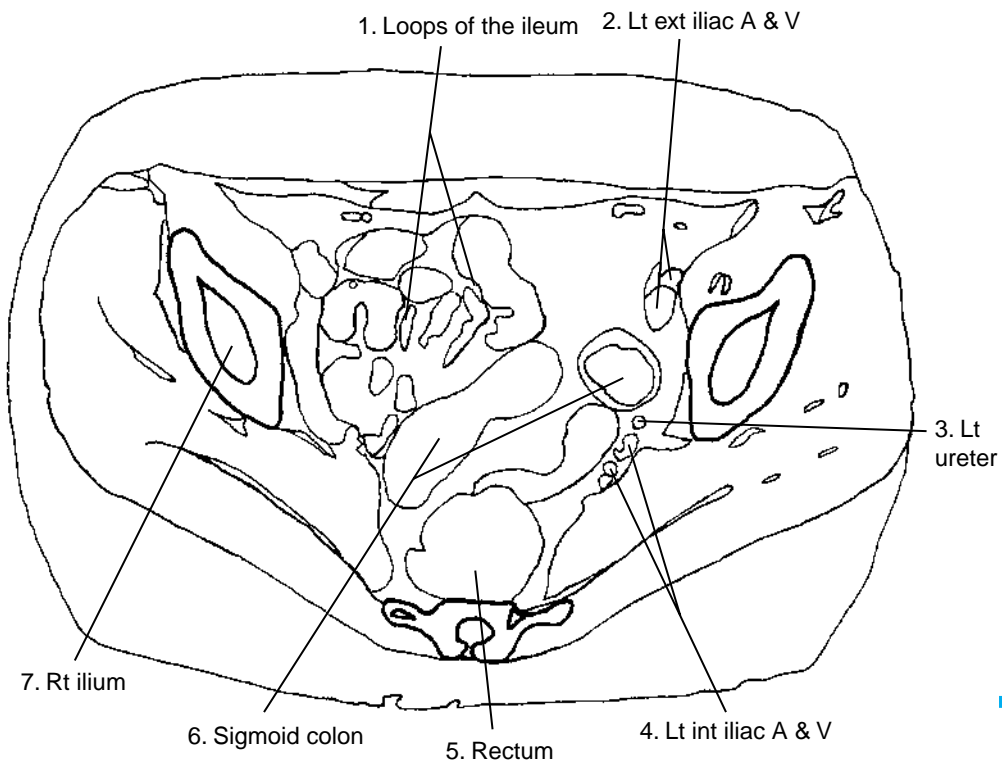 1. Loops of the ileum
2. Lt ext iliac A & V
3. Lt
ureter
4. Lt int iliac A & V
5. Rectum
6. Sigmoid colon
7. Rt ilium